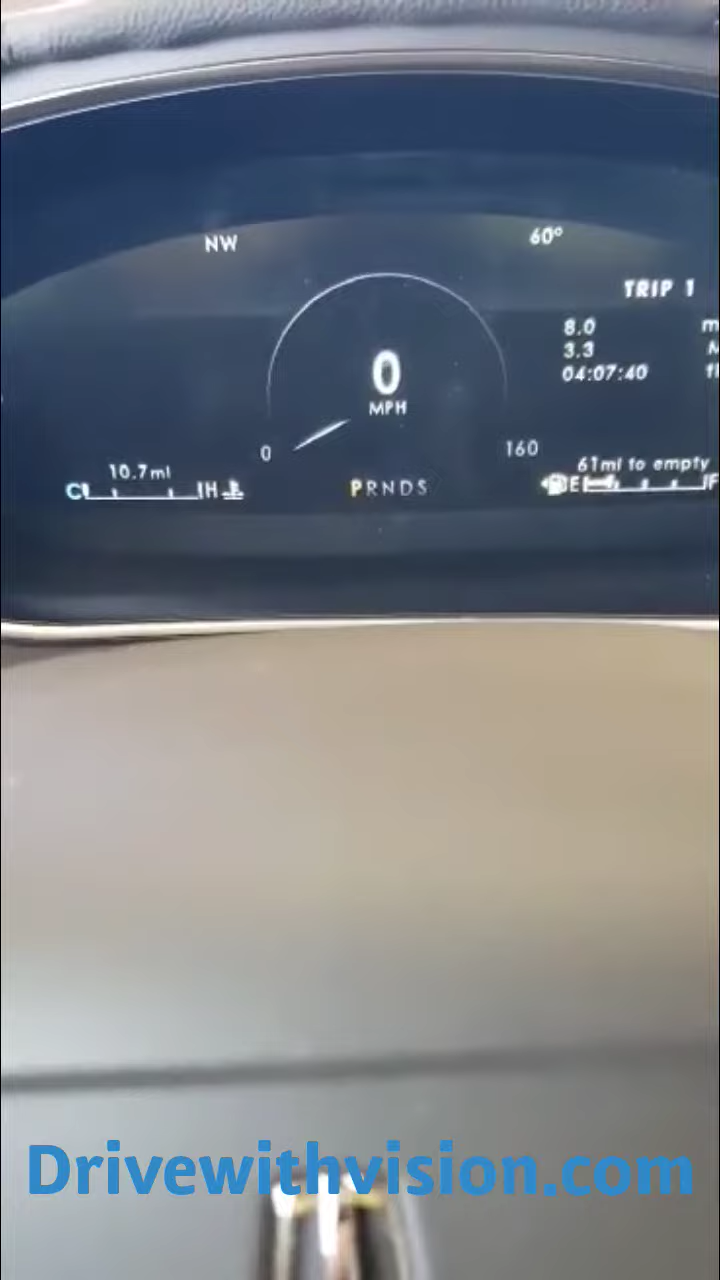 NW 60°
TRIP 1
8.0
3.3
04:07:40
0
MPH
0 160
10.7mi 61mi to empty
C H PRNDS E F
Drivewithvision.com